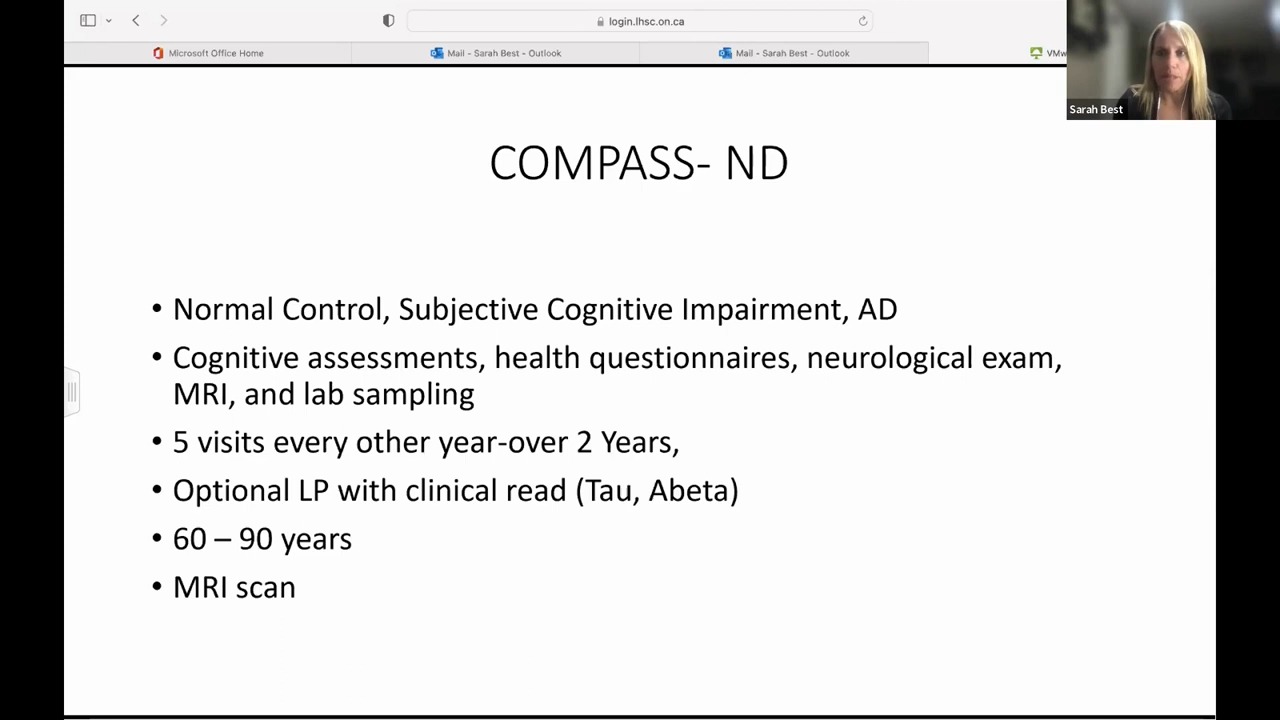 login.lhsc.on.ca
Microsoft Office Home
Mail - Sarah Best - Outlook
Mail - Sarah Best - Outlook
VMw
Sarah Best
COMPASS- ND
• Normal Control, Subjective Cognitive Impairment, AD
• Cognitive assessments, health questionnaires, neurological exam,
MRI, and lab sampling
• 5 visits every other year-over 2 Years,
• Optional LP with clinical read (Tau, Abeta)
• 60 – 90 years
• MRI scan